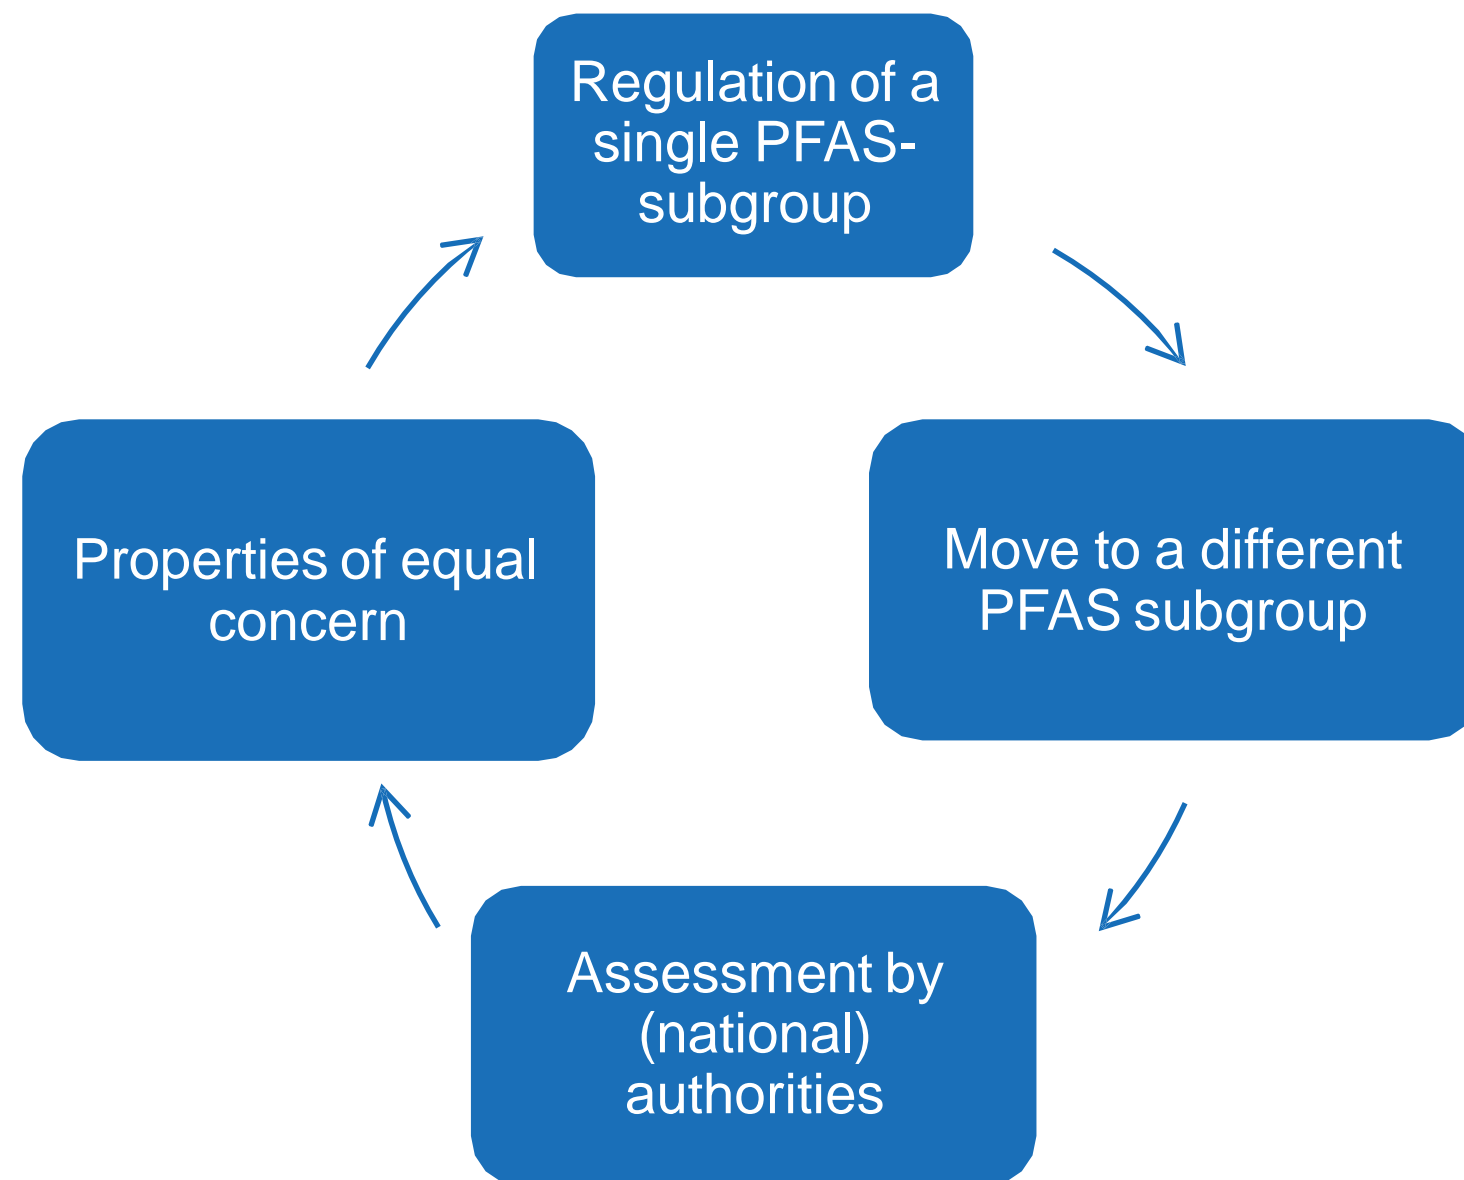 Regulation of a
single PFAS-
subgroup
Properties of equal
concern
Move to a different
PFAS subgroup
Assessment by
(national)
authorities